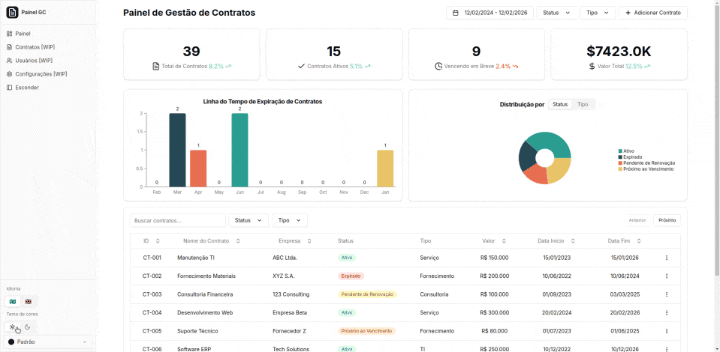 Painel GC
Painel
Contratos [WIP]
Usuários [WIP]
Configurações [WIP]
Esconder
Idioma
Tema de cores
Padrão
Painel de Gestão de Contratos
12/02/2024 - 12/02/2026
Status
Tipo
Adicionar Contrato
39
Total de Contratos 8.2%
15
Contratos Ativos 5.1%
9
Vencendo em Breve 2.4%
$7423.0K
Valor Total 12.5%
Linha do Tempo de Expiração de Contratos
2
1.5
1
0.5
0
0 2 1 0 2 0 0 0 0 0 0 1
Feb Mar Apr May Jun Jul Aug Sep Oct Nov Dec Jan
Distribuição por Status Tipo
Ativo
Expirado
Pendente de Renovação
Próximo ao Vencimento
Buscar contratos...
Status
Tipo
Anterior
Próximo
ID Nome do Contrato Empresa Status Tipo Valor Data Início Data Fim
CT-001 Manutenção TI ABC Ltda. Ativo Serviço R$ 150.000 15/01/2023 15/01/2026
CT-002 Fornecimento Materiais XYZ S.A. Expirado Fornecimento R$ 200.000 10/06/2022 10/06/2024
CT-003 Consultoria Financeira 123 Consulting Pendente de Renovação Consultoria R$ 100.000 01/09/2023 03/03/2025
CT-004 Desenvolvimento Web Empresa Beta Ativo Serviço R$ 300.000 20/02/2024 20/02/2026
CT-005 Suporte Técnico Fornecedor Z Próximo ao Vencimento Fornecimento R$ 80.000 01/07/2023 01/06/2025
CT-006 Software ERP Tech Solutions Ativo TI R$ 250.000 10/12/2022 10/12/2026